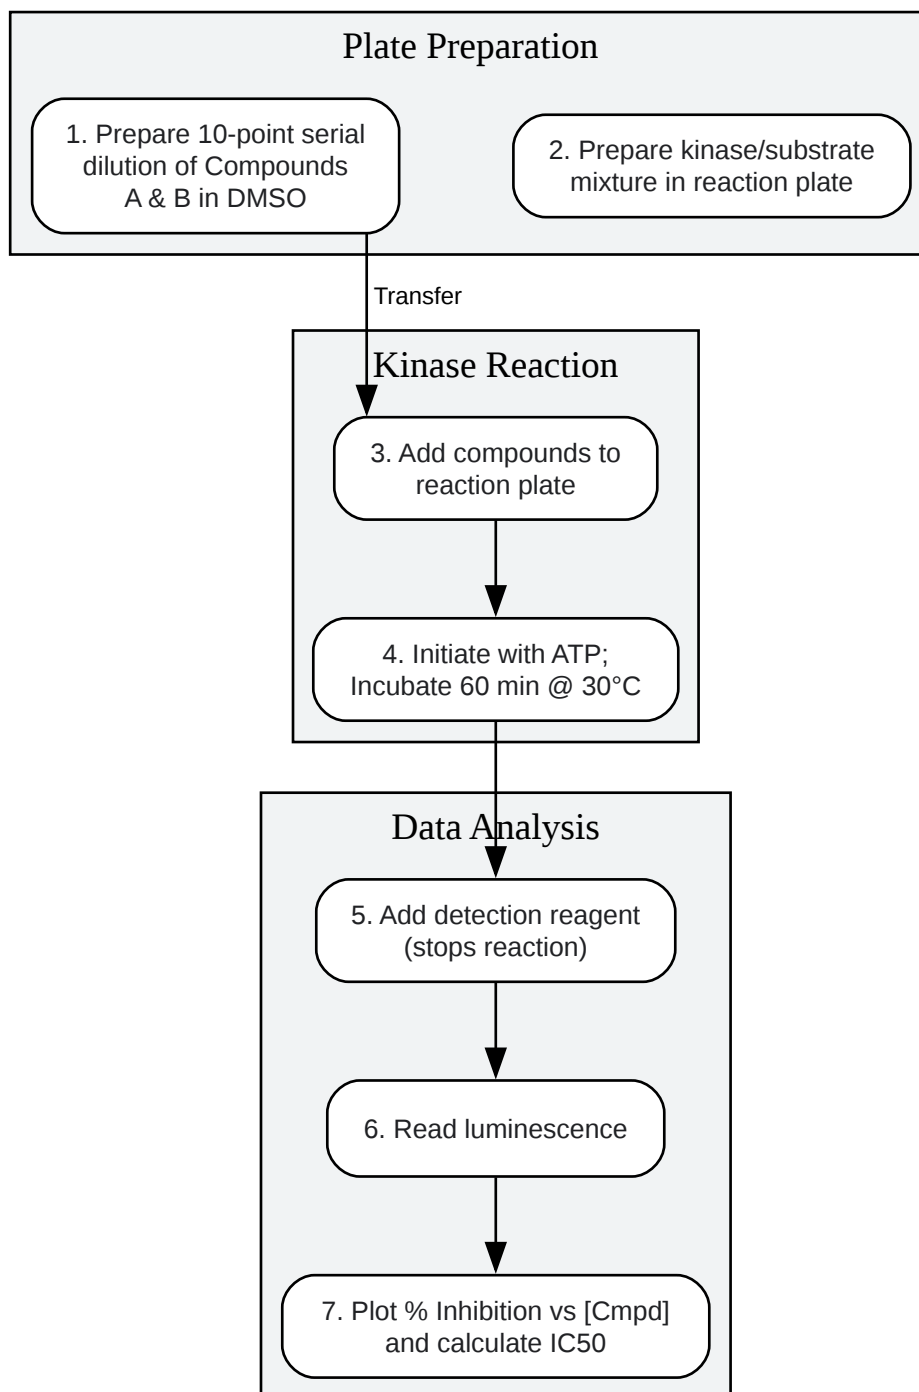 Plate Preparation
1. Prepare 10-point serial
dilution of Compounds
A & B in DMSO
2. Prepare kinase/substrate
mixture in reaction plate
Transfer
Kinase Reaction
3. Add compounds to
reaction plate
4. Initiate with ATP;
Incubate 60 min @ 30°C
Data Analysis
5. Add detection reagent
(stops reaction)
6. Read luminescence
7. Plot % Inhibition vs [Cmpd]
and calculate IC50